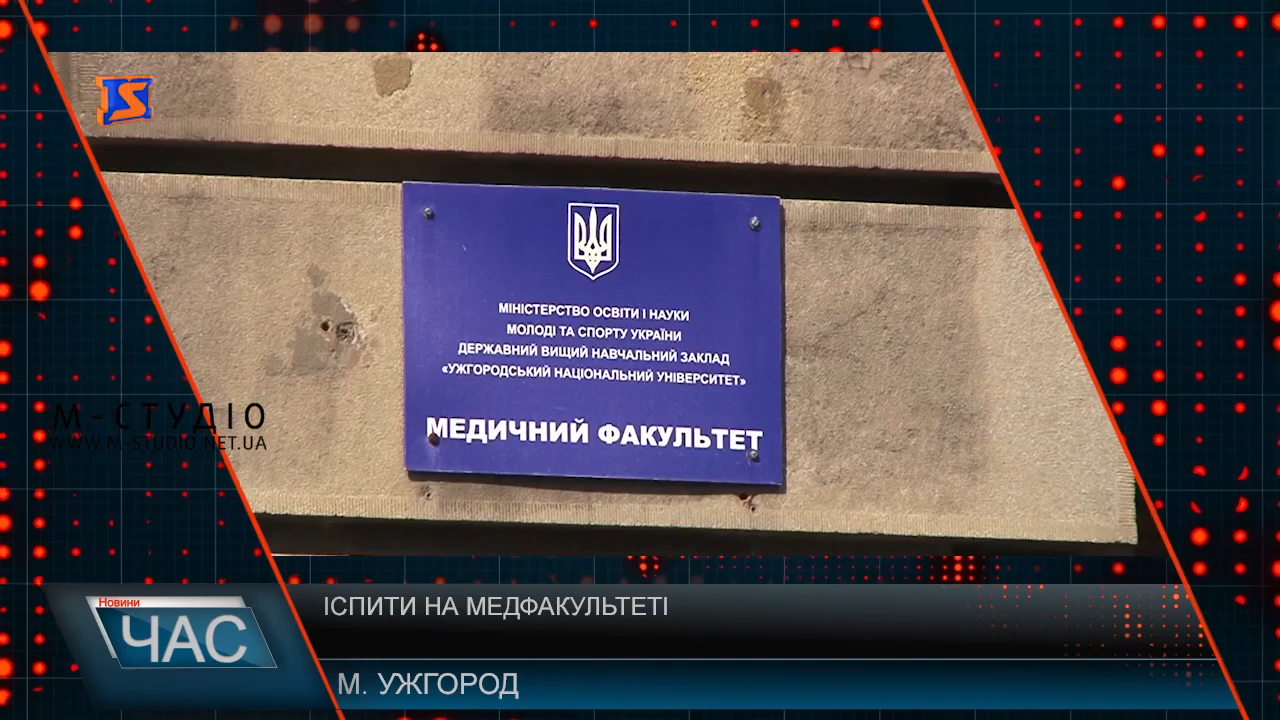 МІНІСТЕРСТВО ОСВІТИ І НАУКИ
МОЛОДІ ТА СПОРТУ УКРАЇНИ
ДЕРЖАВНИЙ ВИЩИЙ НАВЧАЛЬНИЙ ЗАКЛАД
«УЖГОРОДСЬКИЙ НАЦІОНАЛЬНИЙ УНІВЕРСИТЕТ»
МЕДИЧНИЙ ФАКУЛЬТЕТ
М-СТУДІО
WWW.M-STUDIO.NET.UA
Новини
ЧАС
ІСПИТИ НА МЕДФАКУЛЬТЕТІ
М. УЖГОРОД